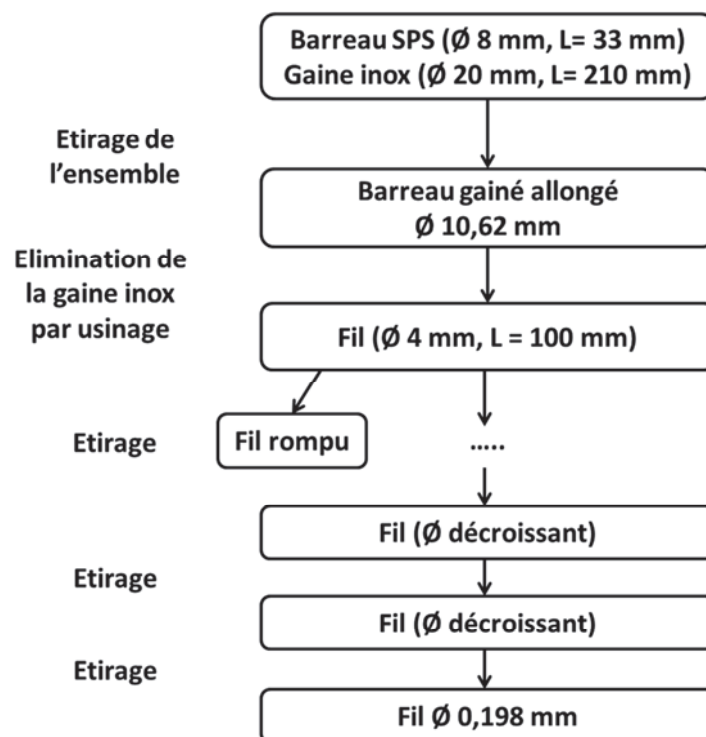 Barreau SPS (Ø 8 mm, L= 33 mm)
Gaine inox (Ø 20 mm, L= 210 mm)
Etirage de
l'ensemble
Barreau gainé allongé
Ø 10,62 mm
Elimination de
la gaine inox
par usinage
Fil (Ø 4 mm, L = 100 mm)
Etirage
Fil rompu
.....
Fil (Ø décroissant)
Etirage
Fil (Ø décroissant)
Etirage
Fil Ø 0,198 mm